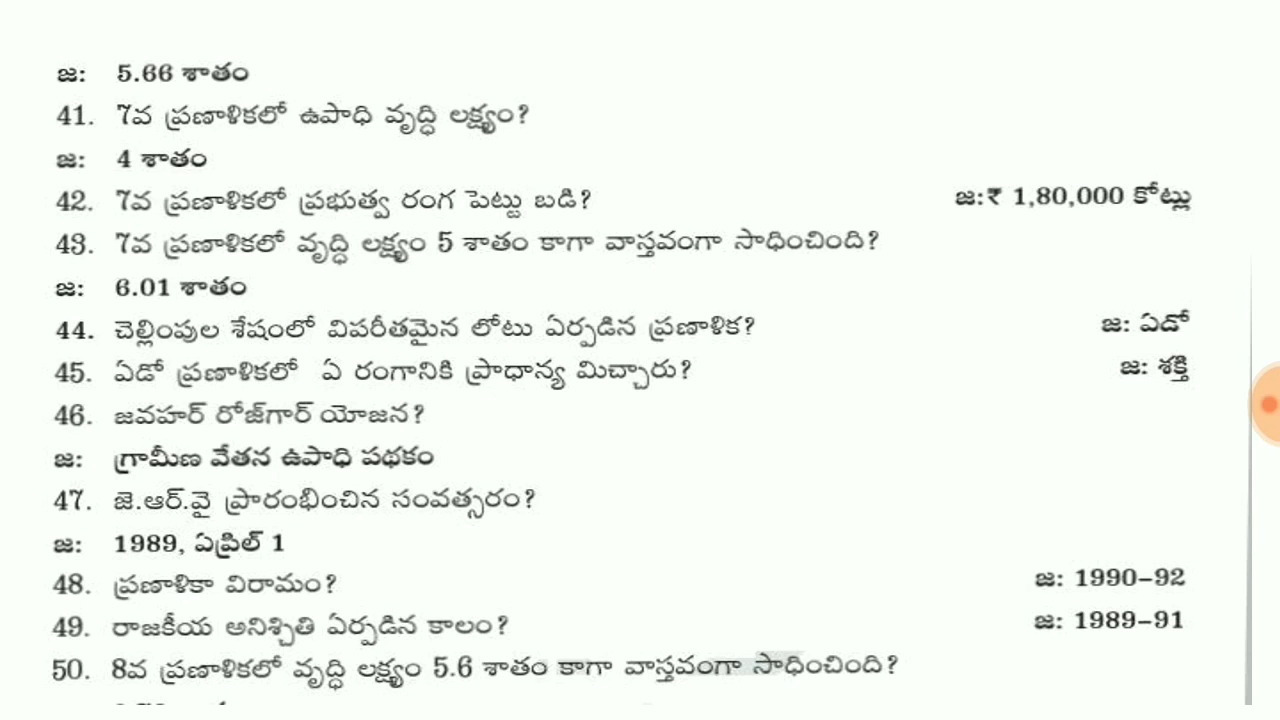 జ: 5.66 శాతం
41. 7వ ప్రణాళికలో ఉపాధి వృద్ధి లక్ష్యం?
జ: 4 శాతం
42. 7వ ప్రణాళికలో ప్రభుత్వ రంగ పెట్టు బడి? జ:₹ 1,80,000 కోట్లు
43. 7వ ప్రణాళికలో వృద్ధి లక్ష్యం 5 శాతం కాగా వాస్తవంగా సాధించింది?
జ: 6.01 శాతం
44. చెల్లింపుల శేషంలో విపరీతమైన లోటు ఏర్పడిన ప్రణాళిక? జ: ఏడో
45. ఏడో ప్రణాళికలో ఏ రంగానికి ప్రాధాన్య మిచ్చారు? జ: శక్తి
46. జవహర్ రోజ్‌గార్ యోజన?
జ: గ్రామీణ వేతన ఉపాధి పథకం
47. జె.ఆర్.వై ప్రారంభించిన సంవత్సరం?
జ: 1989, ఏప్రిల్ 1
48. ప్రణాళికా విరామం? జ: 1990-92
49. రాజకీయ అనిశ్చితి ఏర్పడిన కాలం? జ: 1989-91
50. 8వ ప్రణాళికలో వృద్ధి లక్ష్యం 5.6 శాతం కాగా వాస్తవంగా సాధించింది?